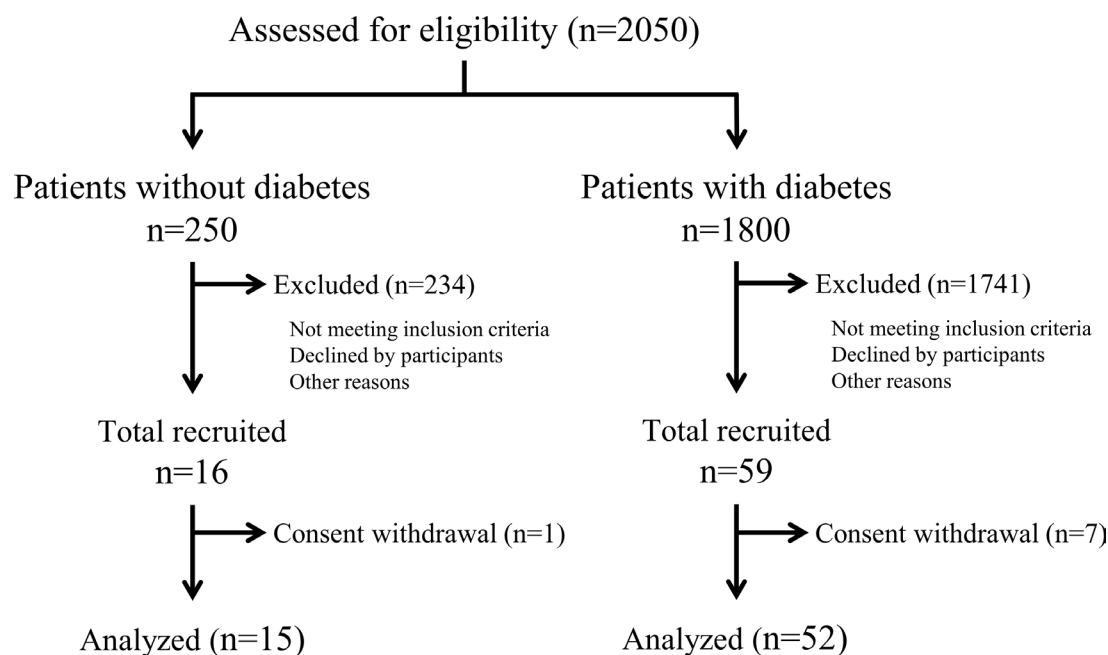 Assessed for eligibility (n=2050)
Patients without diabetes
n=250
Excluded (n=234)
Not meeting inclusion criteria
Declined by participants
Other reasons
Total recruited
n=16
Consent withdrawal (n=1)
Analyzed (n=15)
Patients with diabetes
n=1800
Excluded (n=1741)
Not meeting inclusion criteria
Declined by participants
Other reasons
Total recruited
n=59
Consent withdrawal (n=7)
Analyzed (n=52)